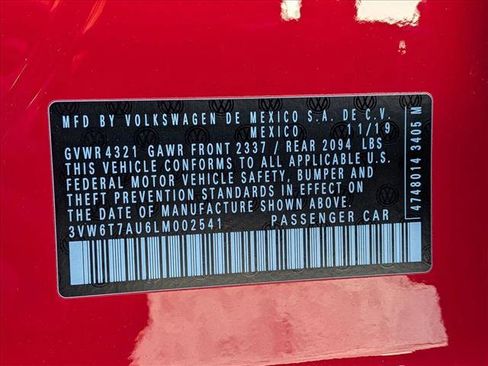 MFD BY VOLKSWAGEN DE MEXICO S.A. DE C.V.
MEXICO 11/19
GVWR 4321 GAWR FRONT 2337 / REAR 2094 LBS
THIS VEHICLE CONFORMS TO ALL APPLICABLE U.S.
FEDERAL MOTOR VEHICLE SAFETY, BUMPER AND
THEFT PREVENTION STANDARDS IN EFFECT ON
THE DATE OF MANUFACTURE SHOWN ABOVE.
3VW6T7AU6LM002541 PASSENGER CAR
4748014 3405 M